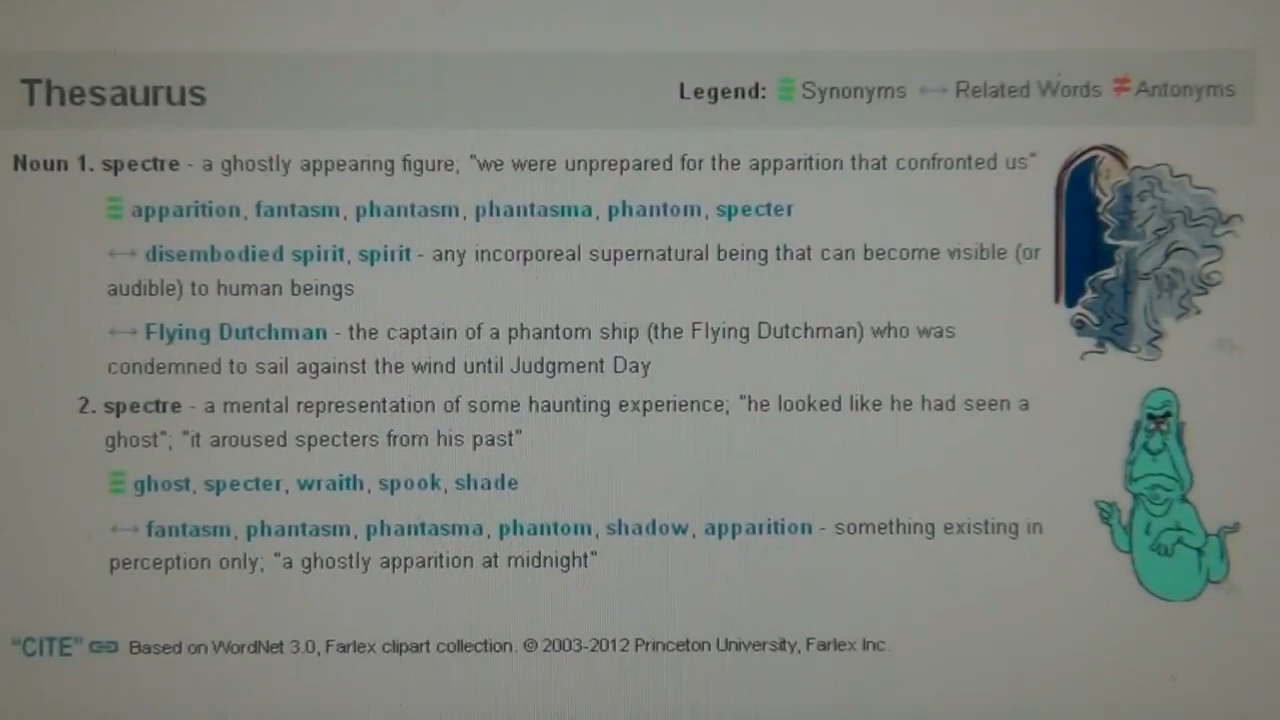 Thesaurus
Legend: Synonyms ↔ Related Words ≠ Antonyms
Noun 1. spectre - a ghostly appearing figure; "we were unprepared for the apparition that confronted us"
apparition, fantasm, phantasm, phantasma, phantom, specter
↔ disembodied spirit, spirit - any incorporeal supernatural being that can become visible (or
audible) to human beings
↔ Flying Dutchman - the captain of a phantom ship (the Flying Dutchman) who was
condemned to sail against the wind until Judgment Day
2. spectre - a mental representation of some haunting experience; "he looked like he had seen a
ghost"; "it aroused specters from his past"
ghost, specter, wraith, spook, shade
↔ fantasm, phantasm, phantasma, phantom, shadow, apparition - something existing in
perception only; "a ghostly apparition at midnight"
"CITE" Based on WordNet 3.0, Farlex clipart collection. © 2003-2012 Princeton University, Farlex Inc.